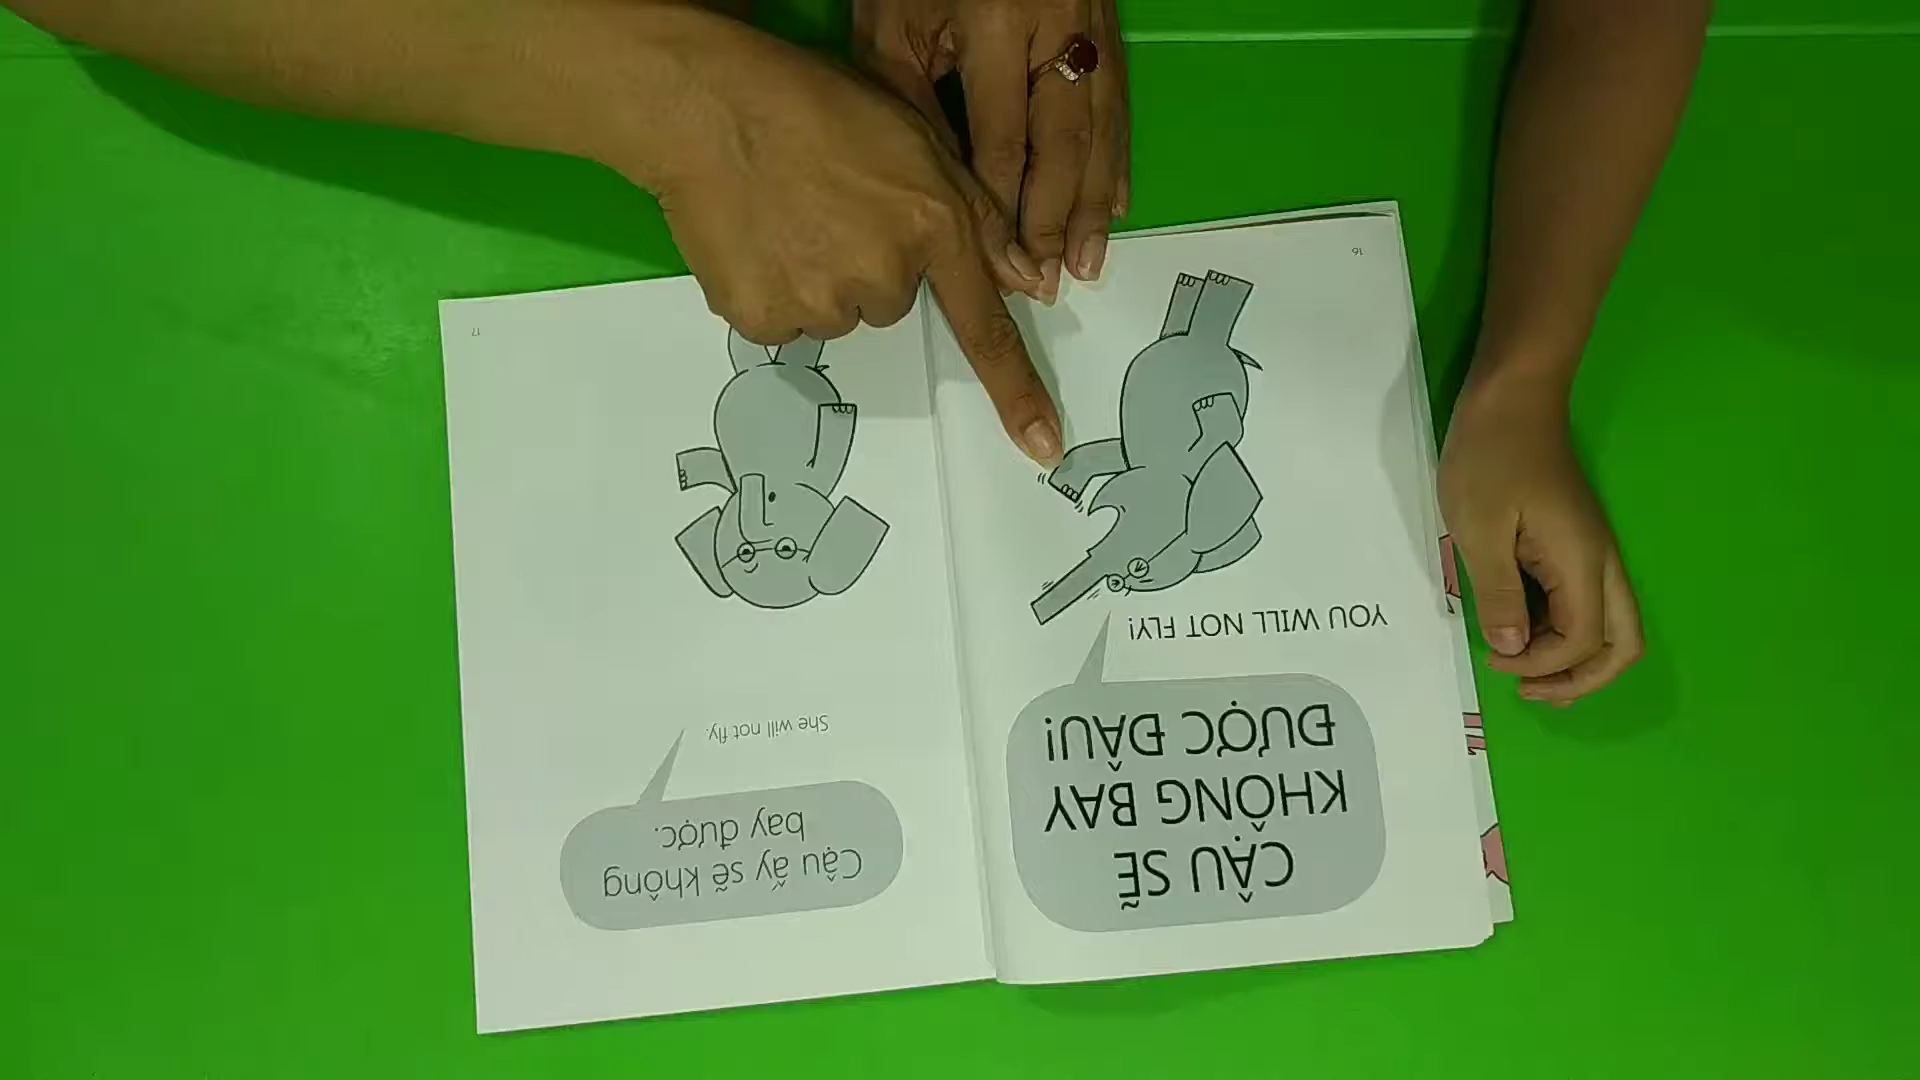 16
CẬU SẼ
KHÔNG BAY
ĐƯỢC ĐÂU!
YOU WILL NOT FLY!
Cậu ấy sẽ không
bay được.
She will not fly.
17